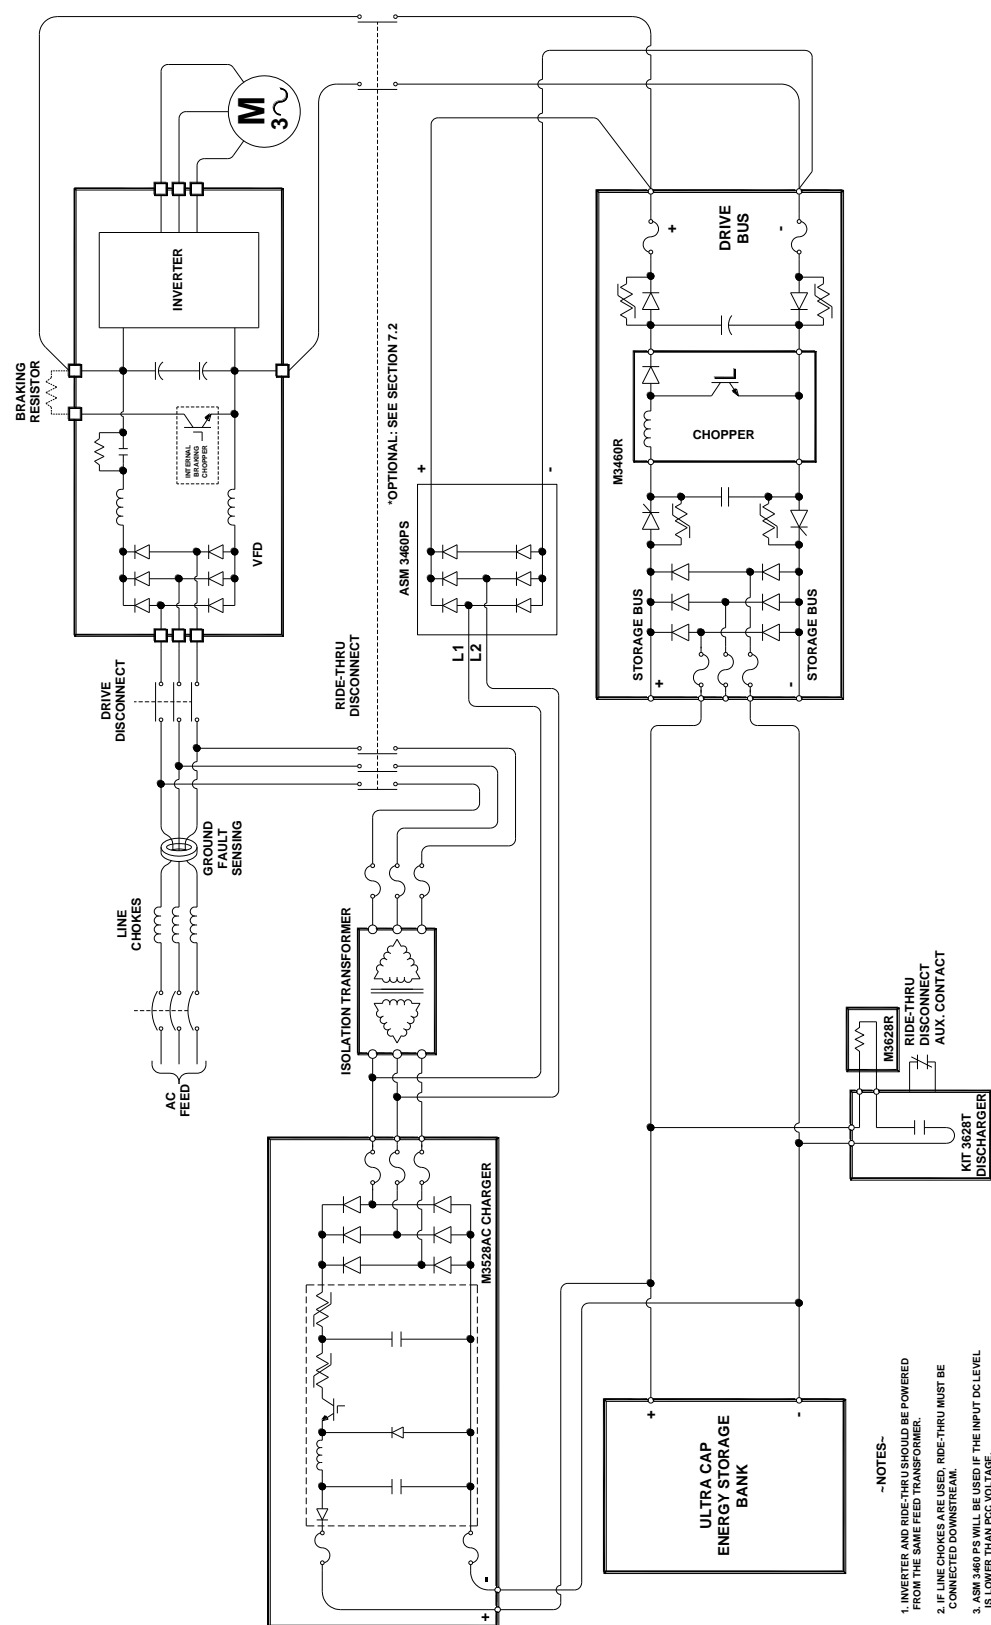 AC
FEED
LINE
CHOKES
GROUND
FAULT
SENSING
DRIVE
DISCONNECT
BRAKING
RESISTOR
VFD
INTERNAL
BRAKING
CHOPPER
INVERTER
M
3
ISOLATION TRANSFORMER
RIDE-THRU
DISCONNECT
*OPTIONAL: SEE SECTION 7.2
ASM 3460PS
L1
L2
+
-
M3528AC CHARGER
+
-
M3460R
STORAGE BUS
+
STORAGE BUS
-
CHOPPER
DRIVE
BUS
+
-
ULTRA CAP
ENERGY STORAGE
BANK
+
-
KIT 3628T
DISCHARGER
M3628R
RIDE-THRU
DISCONNECT
AUX. CONTACT
~NOTES~
1. INVERTER AND RIDE-THRU SHOULD BE POWERED
FROM THE SAME FEED TRANSFORMER.
2. IF LINE CHOKES ARE USED, RIDE-THRU MUST BE
CONNECTED DOWNSTREAM.
3. ASM 3460 PS WILL BE USED IF THE INPUT DC LEVEL
IS LOWER THAN PCC VOLTAGE.